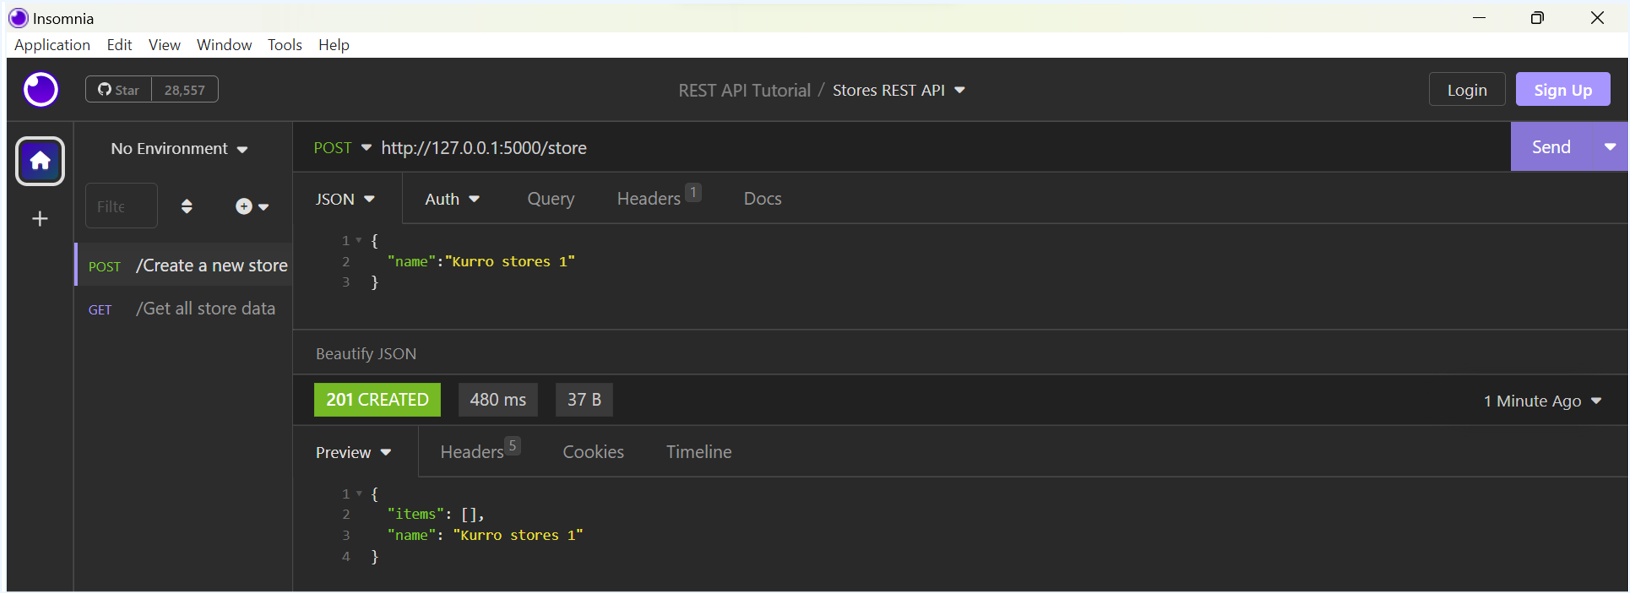 Insomnia
Application Edit View Window Tools Help
Star 28,557 REST API Tutorial / Stores REST API Login Sign Up
No Environment
POST http://127.0.0.1:5000/store Send
Filte
JSON Auth Query Headers 1 Docs
1 {
2 "name":"Kurro stores 1"
3 }
POST /Create a new store
GET /Get all store data
Beautify JSON
201 CREATED 480 ms 37 B 1 Minute Ago
Preview Headers 5 Cookies Timeline
1 {
2 "items": [],
3 "name": "Kurro stores 1"
4 }